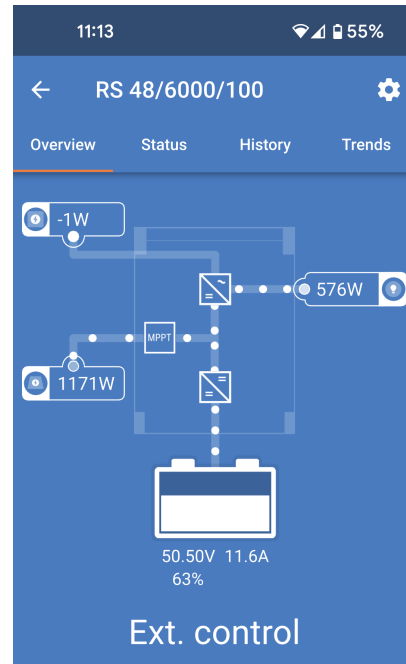 11:13 55%
RS 48/6000/100
Overview Status History Trends
-1W
576W
MPPT
1171W
50.50V 11.6A
63%
Ext. control